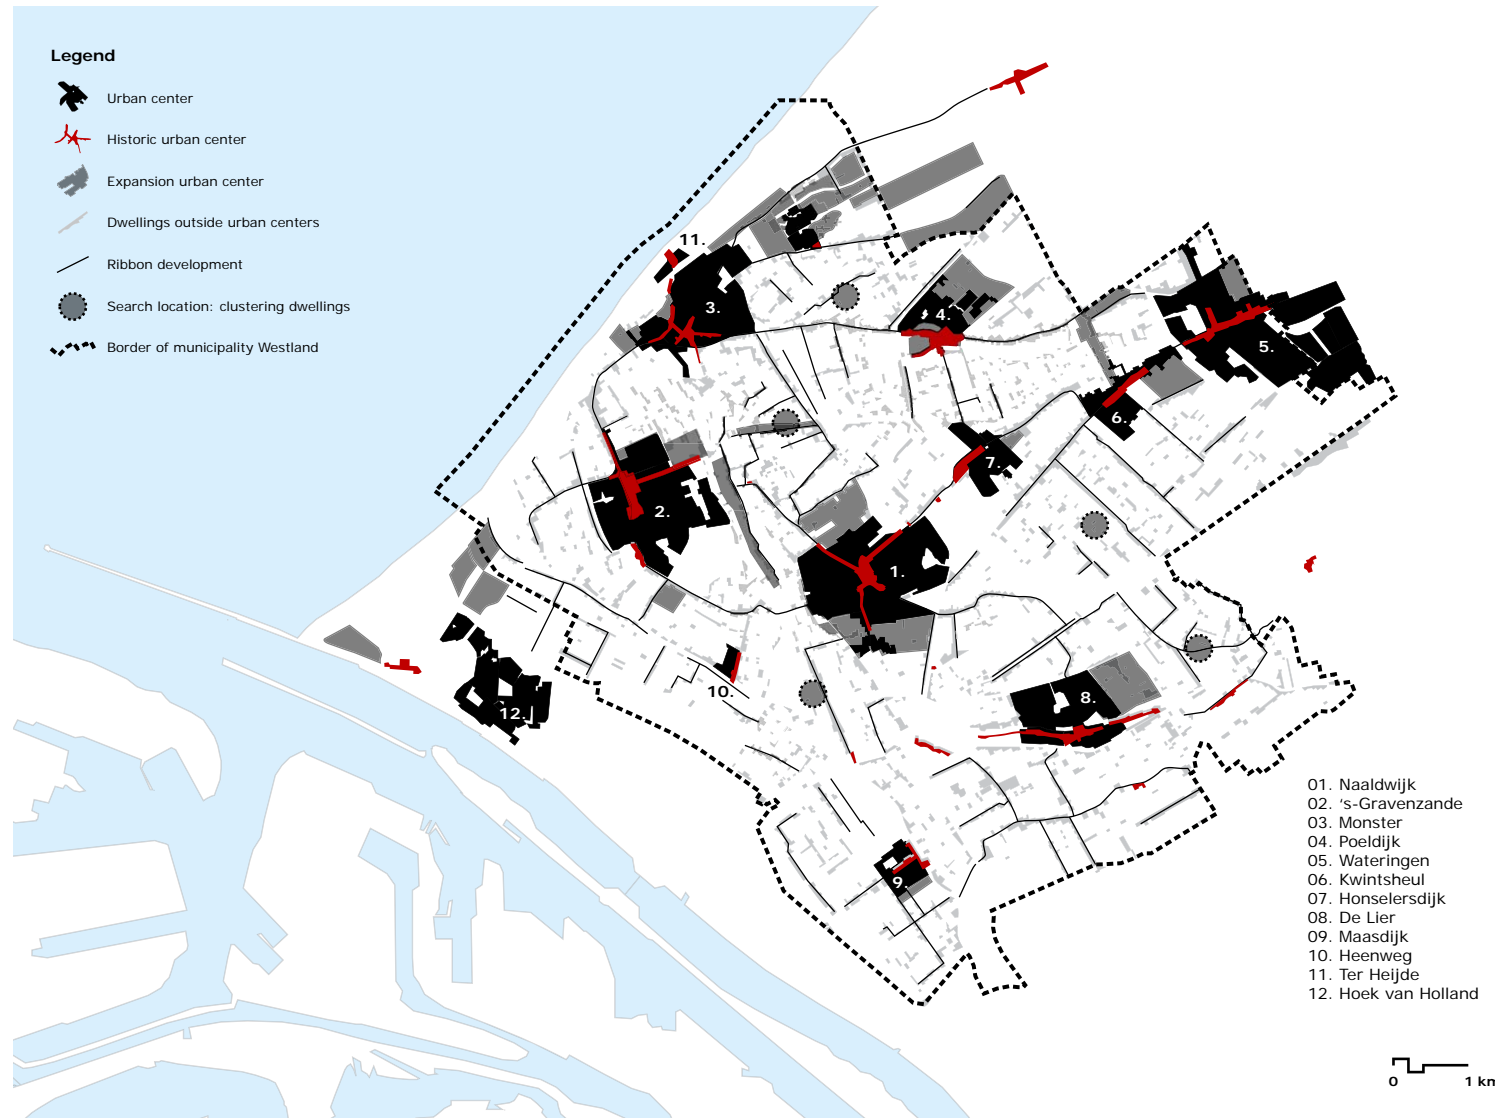 Legend
Urban center
Historic urban center
Expansion urban center
Dwellings outside urban centers
Ribbon development
Search location: clustering dwellings
Border of municipality Westland
11.
3.
4.
5.
6.
7.
2.
1.
10.
12.
8.
9.
01. Naaldwijk
02. ‘s-Gravenzande
03. Monster
04. Poeldijk
05. Wateringen
06. Kwintsheul
07. Honselersdijk
08. De Lier
09. Maasdijk
10. Heenweg
11. Ter Heijde
12. Hoek van Holland
0 1 km